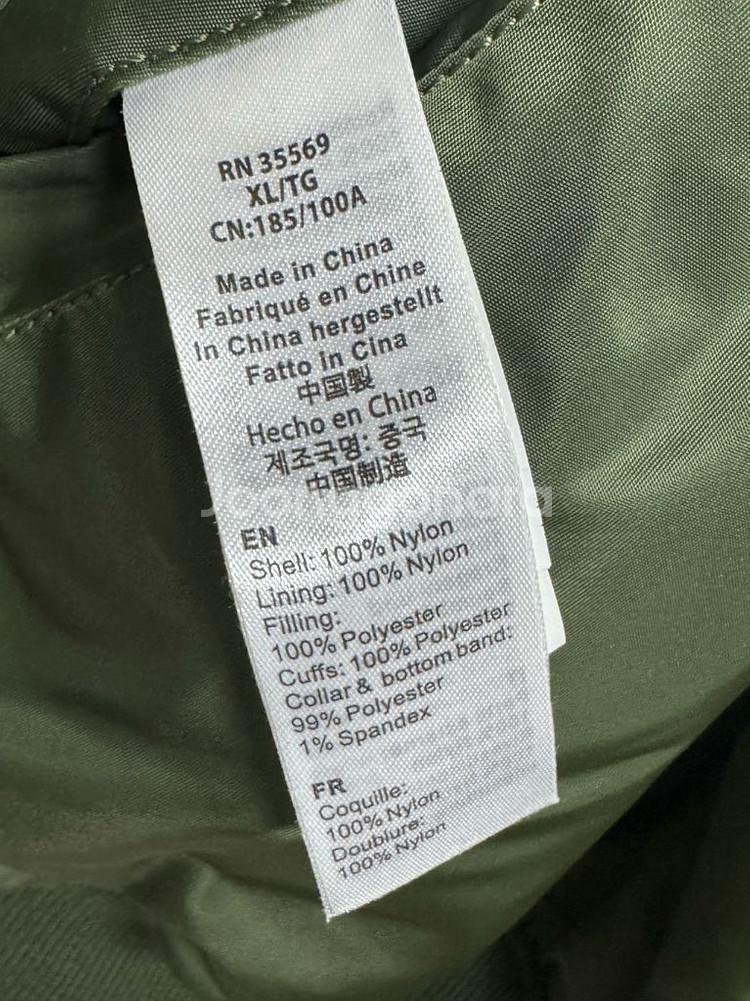 RN 35569
XL/TG
CN:185/100A
Made in China
Fabriqué en Chine
In China hergestellt
Fatto in Cina
中国製
Hecho en China
제조국명: 중국
中国制造
EN
Shell: 100% Nylon
Lining: 100% Nylon
Filling:
100% Polyester
Cuffs: 100% Polyester
Collar & bottom band:
99% Polyester
1% Spandex
FR
Coquille:
100% Nylon
Doublure:
100% Nylon